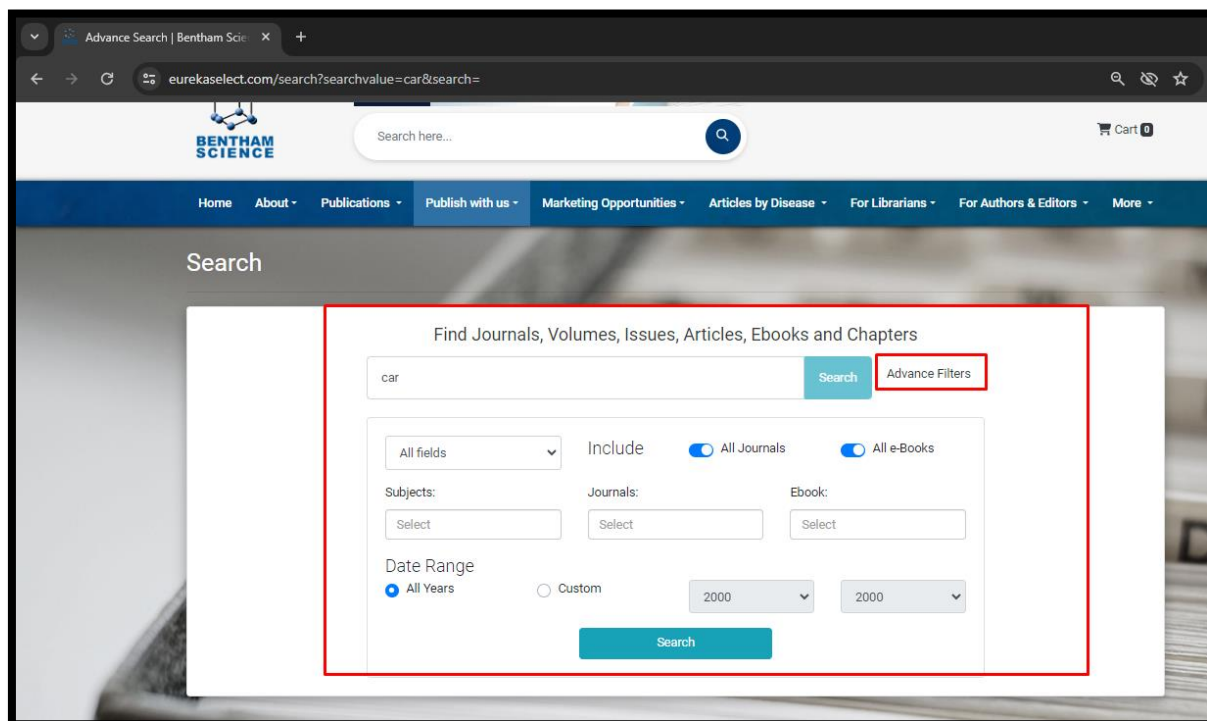 Advance Search | Bentham Scie
eurekaselect.com/search?searchvalue=car&search=
BENTHAM
SCIENCE
Search here...
Cart 0
Home About Publications Publish with us Marketing Opportunities Articles by Disease For Librarians For Authors & Editors More
Search
Find Journals, Volumes, Issues, Articles, Ebooks and Chapters
car Search Advance Filters
All fields Include All Journals All e-Books
Subjects: Journals: Ebook:
Select Select Select
Date Range
All Years Custom 2000 2000
Search